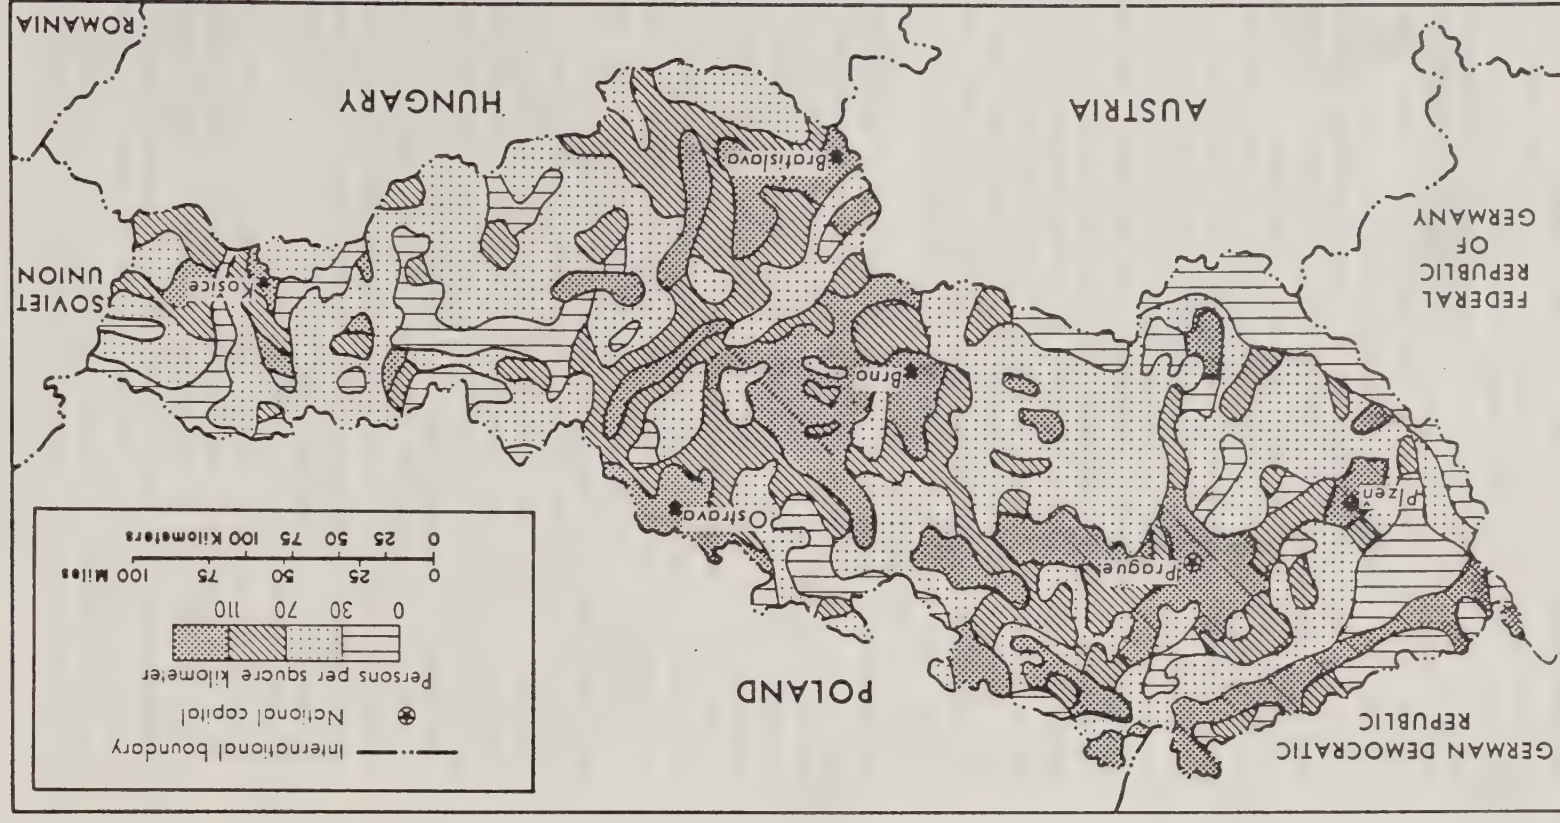 GERMAN DEMOCRATIC
REPUBLIC
POLAND
International boundary
National capital
Persons per square kilometer
0 30 70 110
0 25 50 75 100 Miles
0 25 50 75 100 Kilometers
Prague
Plzeň
Ostrava
Brno
FEDERAL
REPUBLIC
OF
GERMANY
SOVIET
UNION
Košice
Bratislava
AUSTRIA
HUNGARY
ROMANIA